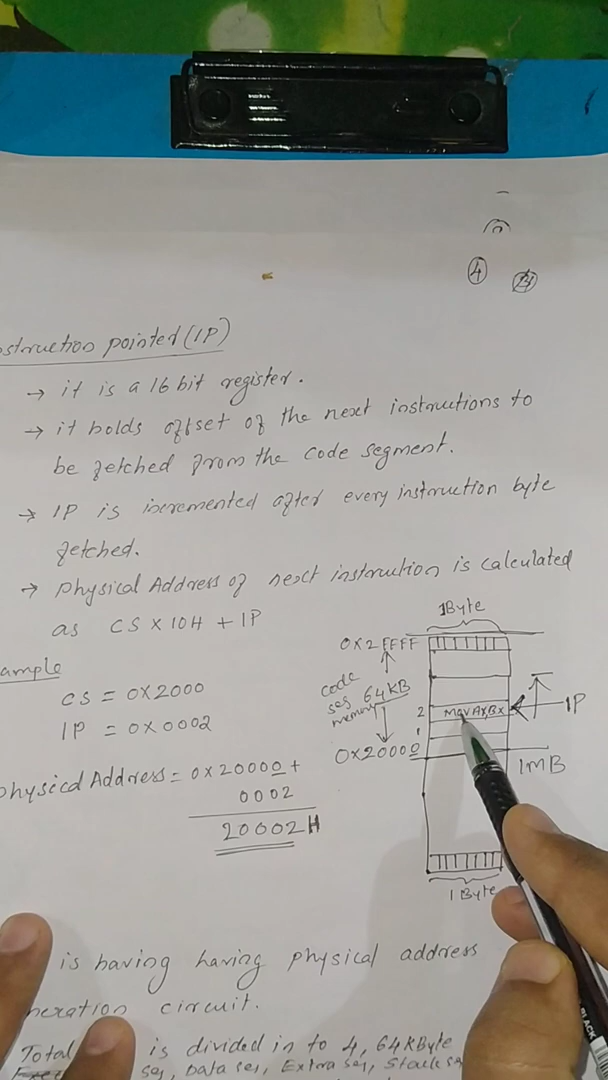 4
struction pointed (IP)
→ it is a 16 bit register.
→ it holds offset of the next instructions to
be fetched from the code segment.
→ IP is incremented after every instruction byte
fetched.
→ Physical Address of next instruction is calculated
as CS X 10H + IP
ample
CS = 0X2000
IP = 0X0002
hysical Address = 0X20000 +
0002
20002H
1Byte
0X2FFFF
code
seg 64KB
memory
2 MOV AX,BX IP
1
0X20000
1MB
1 Byte
is having having physical address
neration circuit.
Total is divided in to 4, 64kByte
seg, Data seg, Extra seg, Stack se